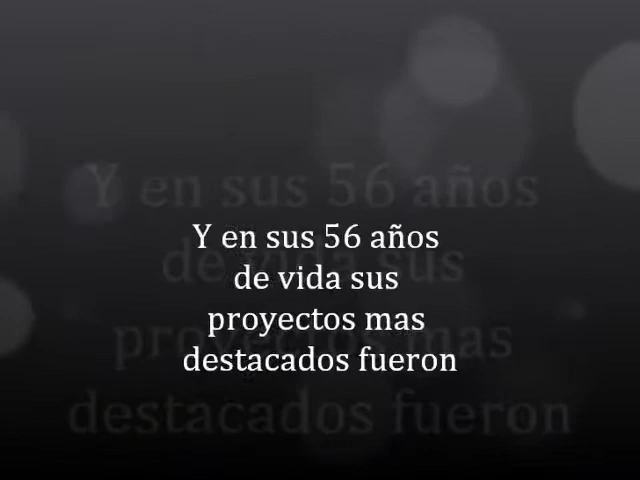 Y en sus 56 años
de vida sus
proyectos mas
destacados fueron